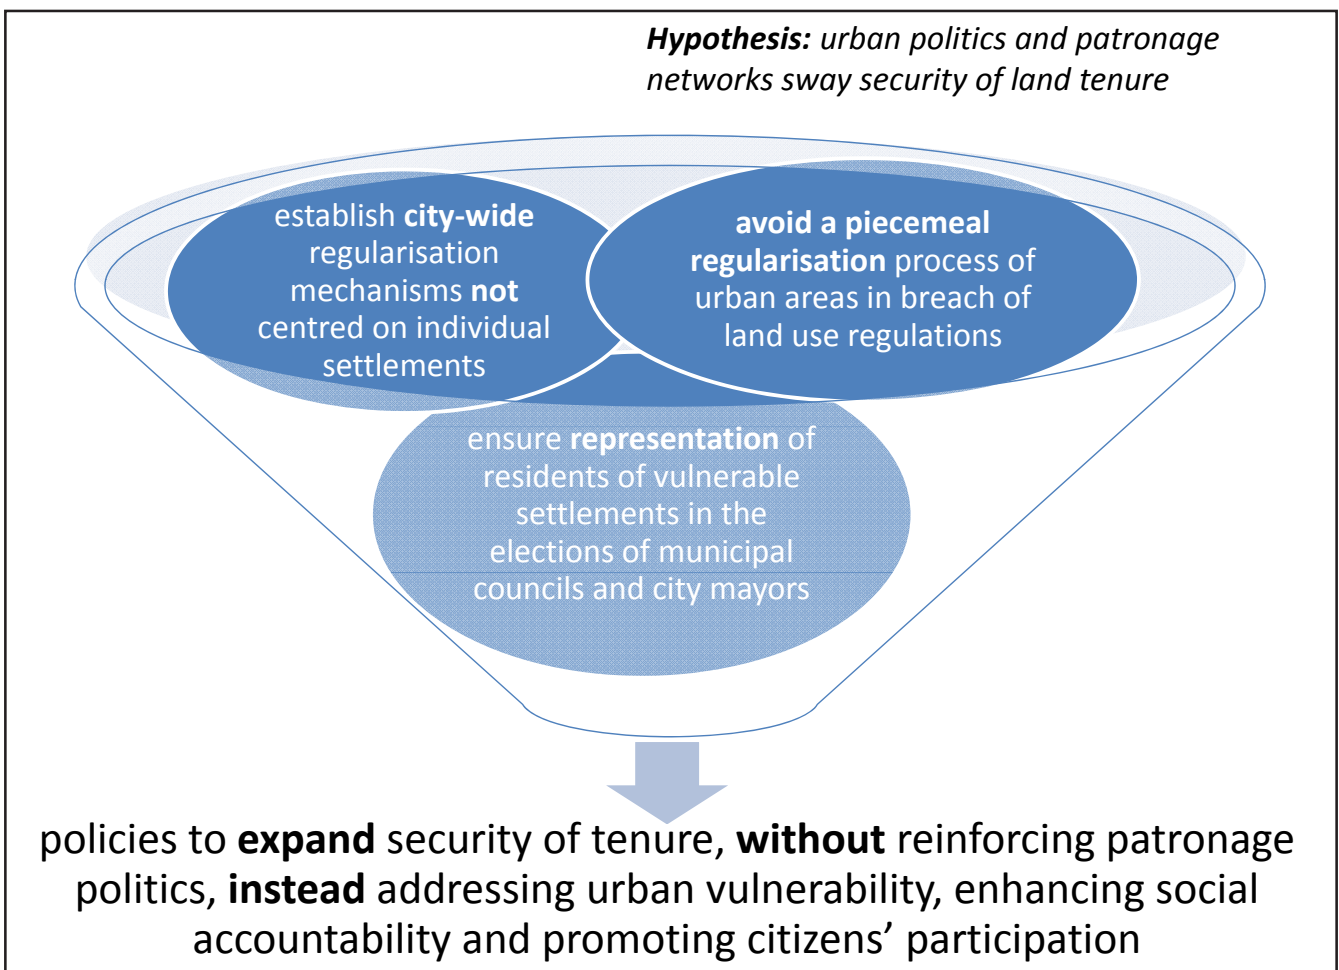 Hypothesis: urban politics and patronage
networks sway security of land tenure
establish city-wide
regularisation
mechanisms not
centred on individual
settlements
avoid a piecemeal
regularisation process of
urban areas in breach of
land use regulations
ensure representation of
residents of vulnerable
settlements in the
elections of municipal
councils and city mayors
policies to expand security of tenure, without reinforcing patronage
politics, instead addressing urban vulnerability, enhancing social
accountability and promoting citizens’ participation